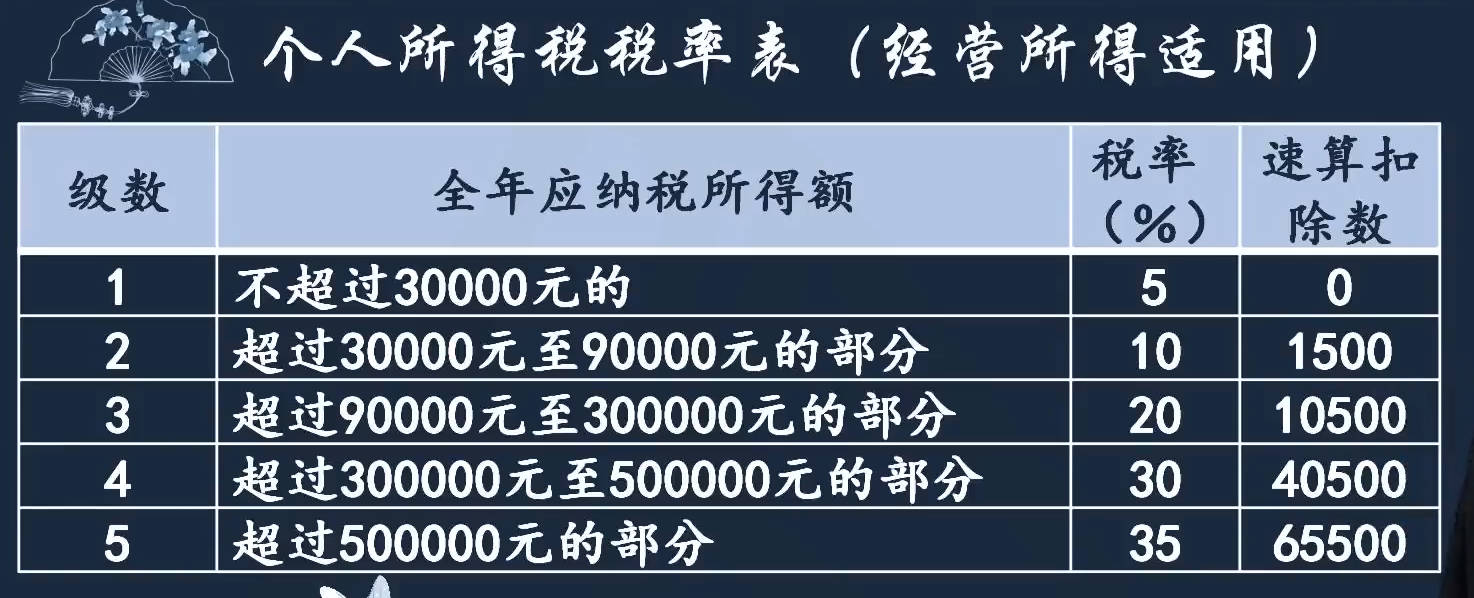 个人所得税税率表（经营所得适用）
级数 全年应纳税所得额 税率（%） 速算扣除数
1 不超过30000元的 5 0
2 超过30000元至90000元的部分 10 1500
3 超过90000元至300000元的部分 20 10500
4 超过300000元至500000元的部分 30 40500
5 超过500000元的部分 35 65500